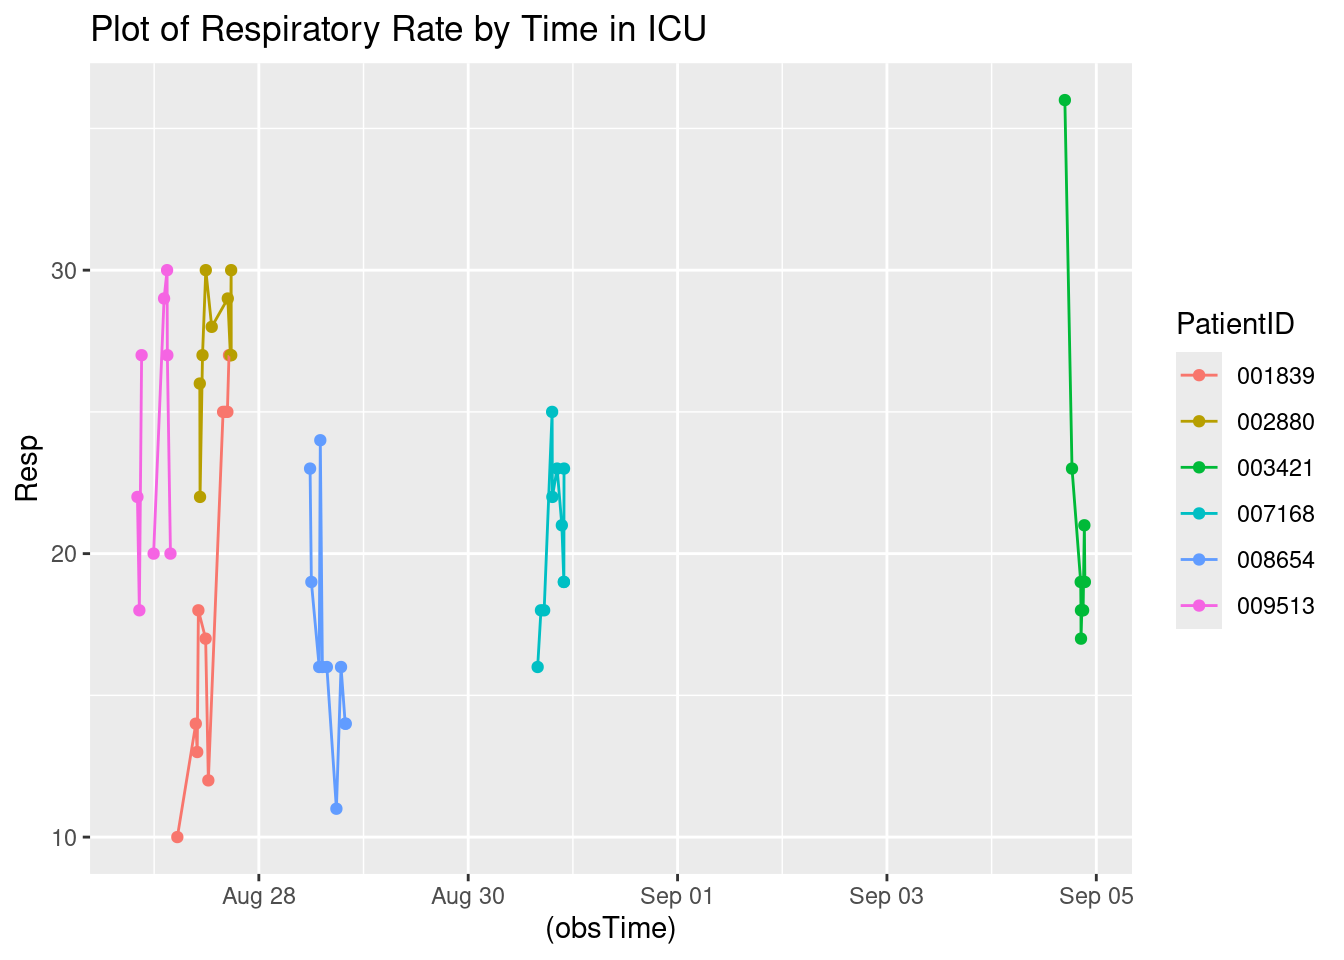 Plot of Respiratory Rate by Time in ICU
Resp
30
20
10
Aug 28
Aug 30
Sep 01
Sep 03
Sep 05
(obsTime)
PatientID
001839
002880
003421
007168
008654
009513